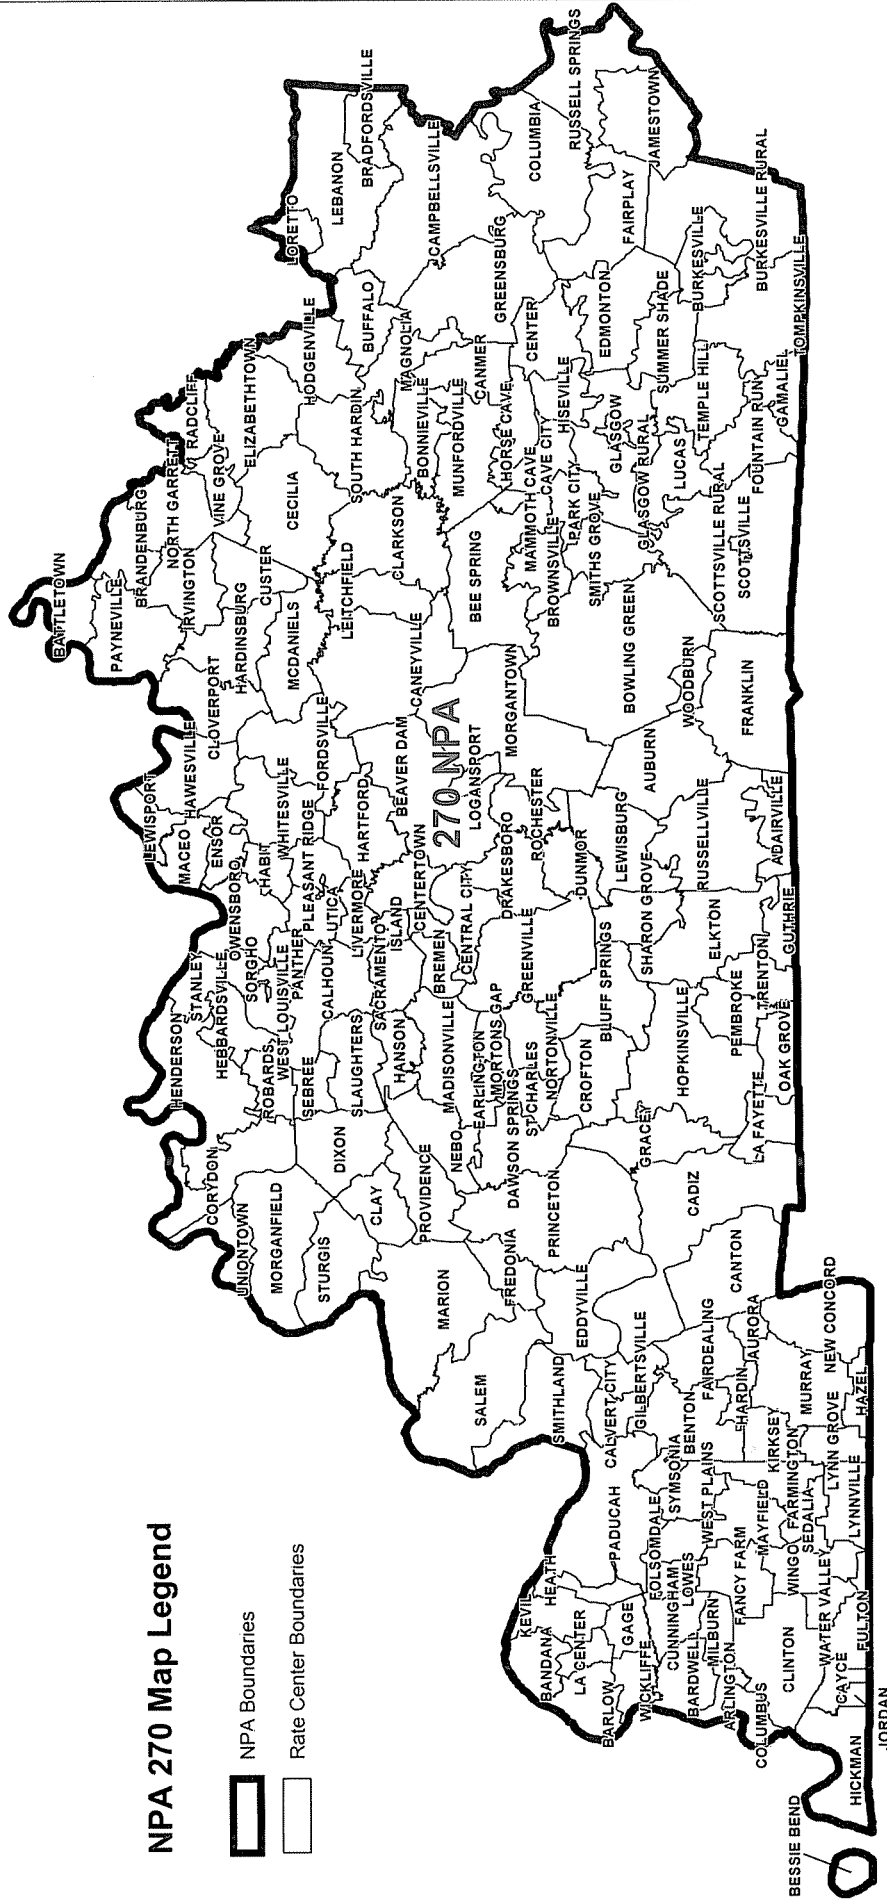 NPA 270 Map Legend
NPA Boundaries
Rate Center Boundaries
270 NPA
BATTLETOWN
PAYNEVILLE
BRANDENBURG
NORTH GARRETT
RADCLIFF
VINE GROVE
IRVINGTON
ELIZABETHTOWN
LEWISPORT
HAWESVILLE
MACEO
CLOVERPORT
HARDINSBURG
CUSTER
CECILIA
HODGENVILLE
LORETTO
LEBANON
BRADFORDSVILLE
ENSOR
OWENSBORO
HABIT
WHITESVILLE
FORDSVILLE
MCDANIELS
LEITCHFIELD
SOUTH HARDIN
BUFFALO
CAMPBELLSVILLE
HENDERSON
STANLEY
HEBBARDSVILLE
SORGHO
WEST LOUISVILLE
PANTHER
UTICA
PLEASANT RIDGE
HARTFORD
BEAVER DAM
CANEYVILLE
CLARKSON
BONNIEVILLE
MAGNOLIA
CORYDON
ROBARDS
SEBREE
CALHOUN
LIVERMORE
ISLAND
SACRAMENTO
CENTERTOWN
UNIONTOWN
MORGANFIELD
STURGIS
DIXON
SLAUGHTERS
HANSON
CLAY
PROVIDENCE
NEBO
MADISONVILLE
BREMEN
CENTRAL CITY
LOGANSPORT
MORGANTOWN
BEE SPRING
MUNFORDVILLE
CANMER
GREENSBURG
COLUMBIA
RUSSELL SPRINGS
JAMESTOWN
FAIRPLAY
EARLINGTON
MORTONS GAP
ST CHARLES
NORTONVILLE
DAWSON SPRINGS
GREENVILLE
DRAKESBORO
ROCHESTER
DUNMOR
BROWNSVILLE
MAMMOTH CAVE
HORSE CAVE
CAVE CITY
PARK CITY
SMITHS GROVE
HISEVILLE
CENTER
EDMONTON
GLASGOW
GLASGOW RURAL
SUMMER SHADE
BURKESVILLE
BURKESVILLE RURAL
MARION
FREDONIA
PRINCETON
CROFTON
BLUFF SPRINGS
LEWISBURG
SHARON GROVE
AUBURN
BOWLING GREEN
WOODBURN
LUCAS
TEMPLE HILL
SCOTTSVILLE RURAL
SCOTTSVILLE
FOUNTAIN RUN
GAMALIEL
TOMPKINSVILLE
SALEM
SMITHLAND
EDDYVILLE
GRACEY
HOPKINSVILLE
PEMBROKE
ELKTON
RUSSELLVILLE
FRANKLIN
ADAIRVILLE
GUTHRIE
TRENTON
OAK GROVE
LA FAYETTE
CADIZ
CANTON
KEVIL
HEATH
BANDANA
LA CENTER
BARLOW
GAGE
PADUCAH
CALVERT CITY
GILBERTSVILLE
WICKLIFFE
CUNNINGHAM
FOLSOMDALE
LOWES
SYMSONIA
BENTON
FAIRDEALING
BARDWELL
MILBURN
WEST PLAINS
HARDIN
AURORA
ARLINGTON
FANCY FARM
MAYFIELD
KIRKSEY
COLUMBUS
CLINTON
WINGO
FARMINGTON
SEDALIA
MURRAY
NEW CONCORD
WATER VALLEY
LYNN GROVE
LYNNVILLE
HAZEL
CAYCE
FULTON
HICKMAN
JORDAN
BESSIE BEND